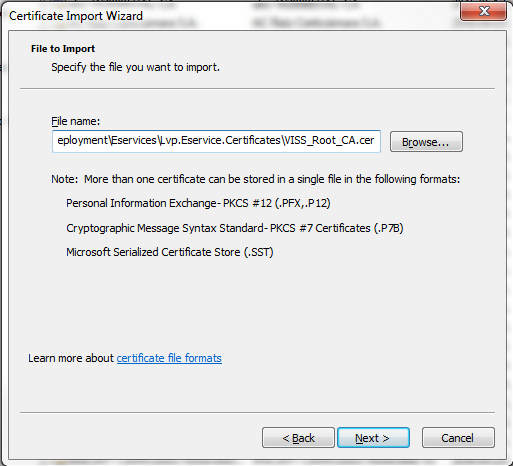 Certificate Import Wizard
File to Import
Specify the file you want to import.
File name:
eployment\Eservices\Lvp.Eservice.Certificates\VISS_Root_CA.cer
Browse...
Note: More than one certificate can be stored in a single file in the following formats:
Personal Information Exchange- PKCS #12 (.PFX,.P12)
Cryptographic Message Syntax Standard- PKCS #7 Certificates (.P7B)
Microsoft Serialized Certificate Store (.SST)
Learn more about certificate file formats
< Back
Next >
Cancel